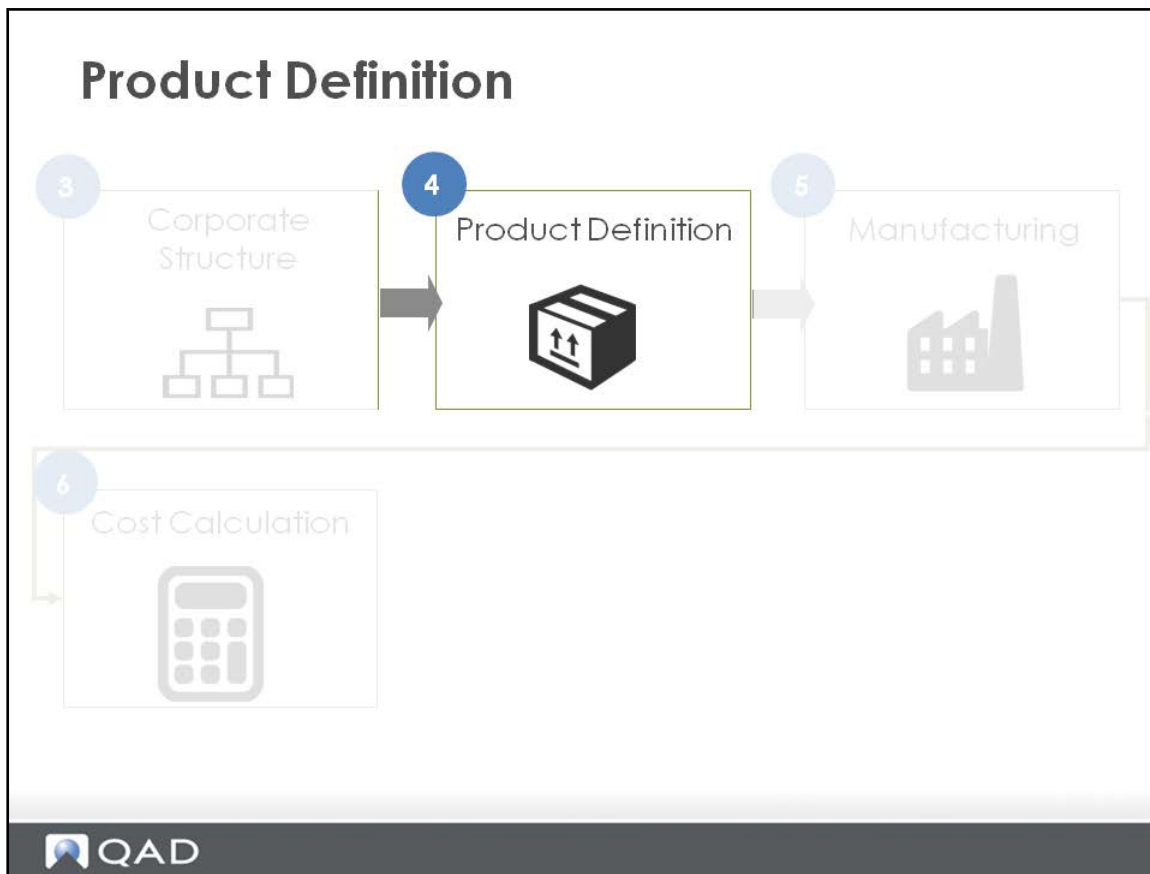 Product Definition
3
Corporate
Structure
4
Product Definition
5
Manufacturing
6
Cost Calculation
QAD